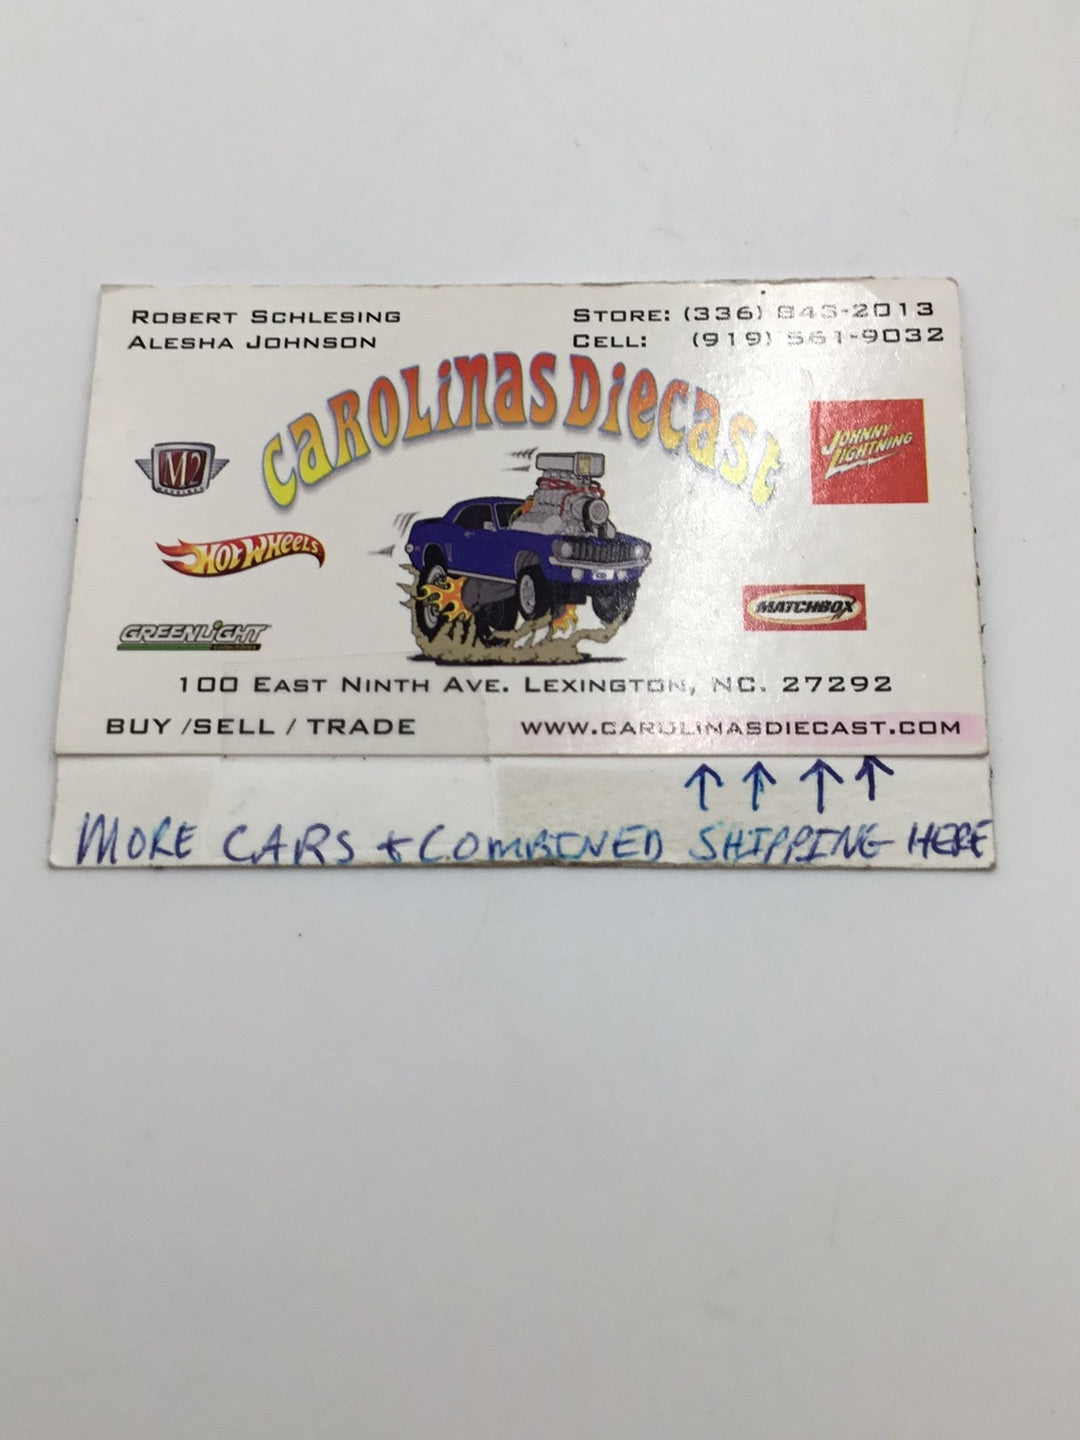 ROBERT SCHLESING
ALESHA JOHNSON
STORE: (336) 843-2013
CELL: (919) 561-9032
CAROLINAS DIECAST
M2
MACHINES
JOHNNY
LIGHTNING
HOT WHEELS
GREENLIGHT
MATCHBOX
100 EAST NINTH AVE. LEXINGTON, NC. 27292
BUY /SELL / TRADE
WWW.CAROLINASDIECAST.COM
MORE CARS + COMBINED SHIPPING HERE